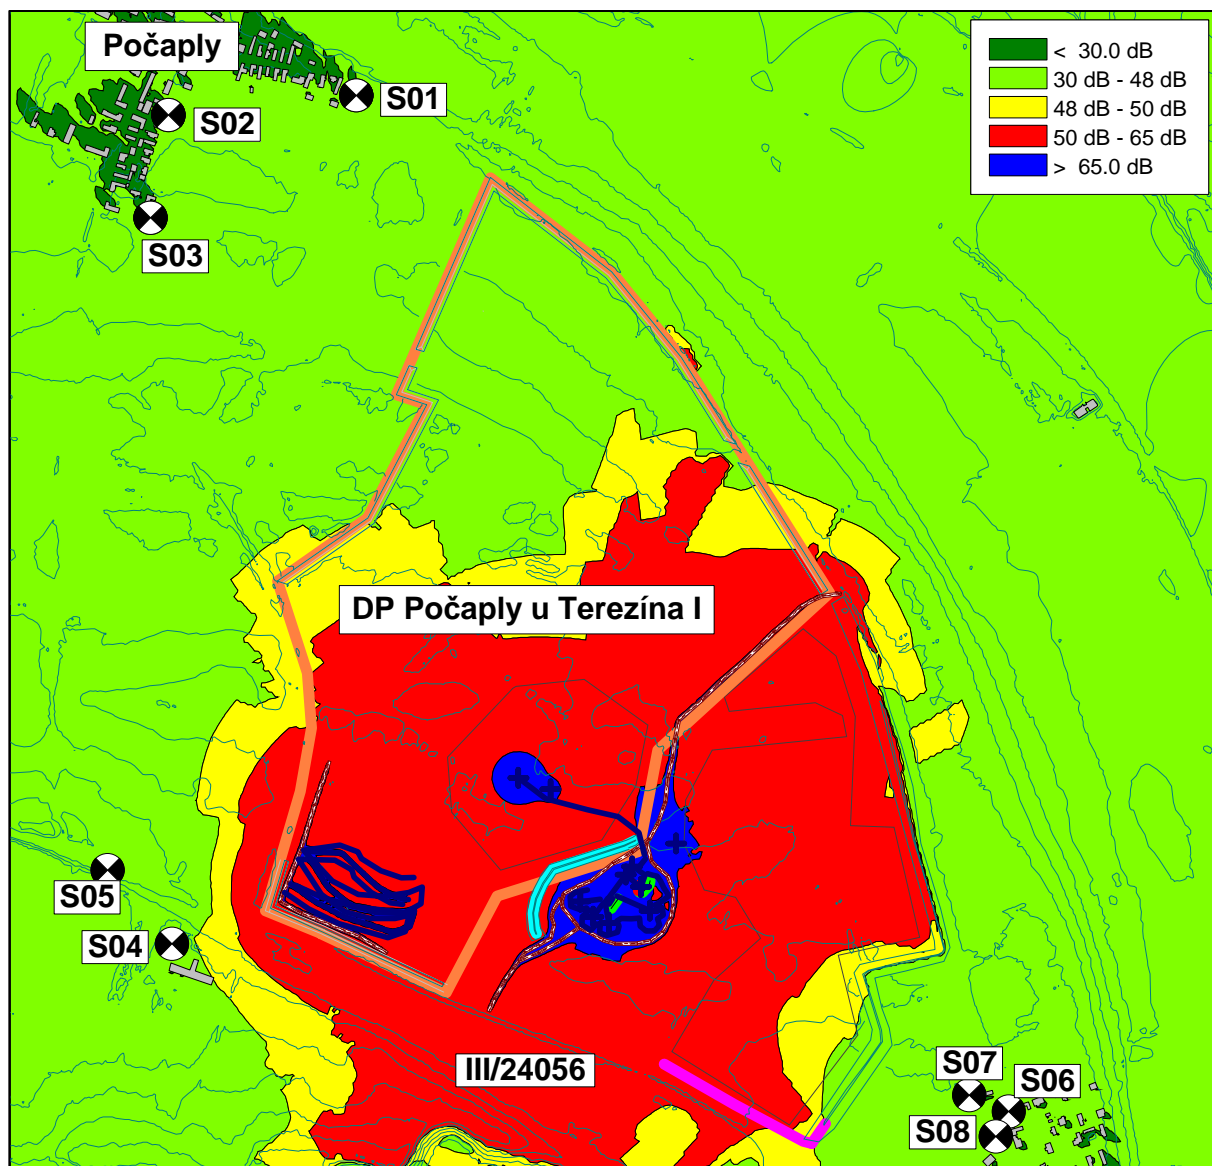 Počaply
< 30.0 dB
30 dB - 48 dB
48 dB - 50 dB
50 dB - 65 dB
> 65.0 dB
S01
S02
S03
DP Počaply u Terezína I
S05
S04
III/24056
S07
S06
S08